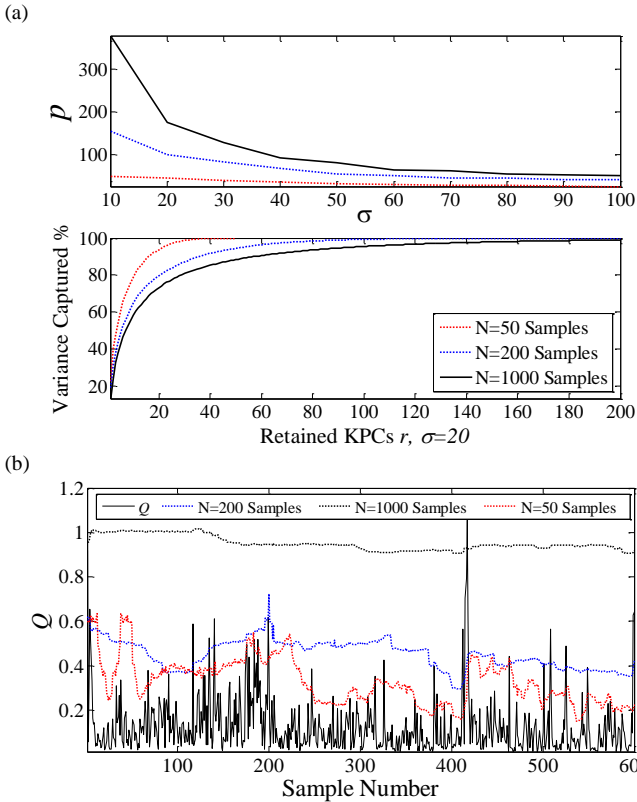 (a)
300
200
100
p
10 20 30 40 50 60 70 80 90 100
σ
100
80
60
40
20
Variance Captured %
N=50 Samples
N=200 Samples
N=1000 Samples
20 40 60 80 100 120 140 160 180 200
Retained KPCs r, σ=20
(b)
1.2
1
0.8
0.6
0.4
0.2
Q
Q N=200 Samples N=1000 Samples N=50 Samples
100 200 300 400 500 600
Sample Number